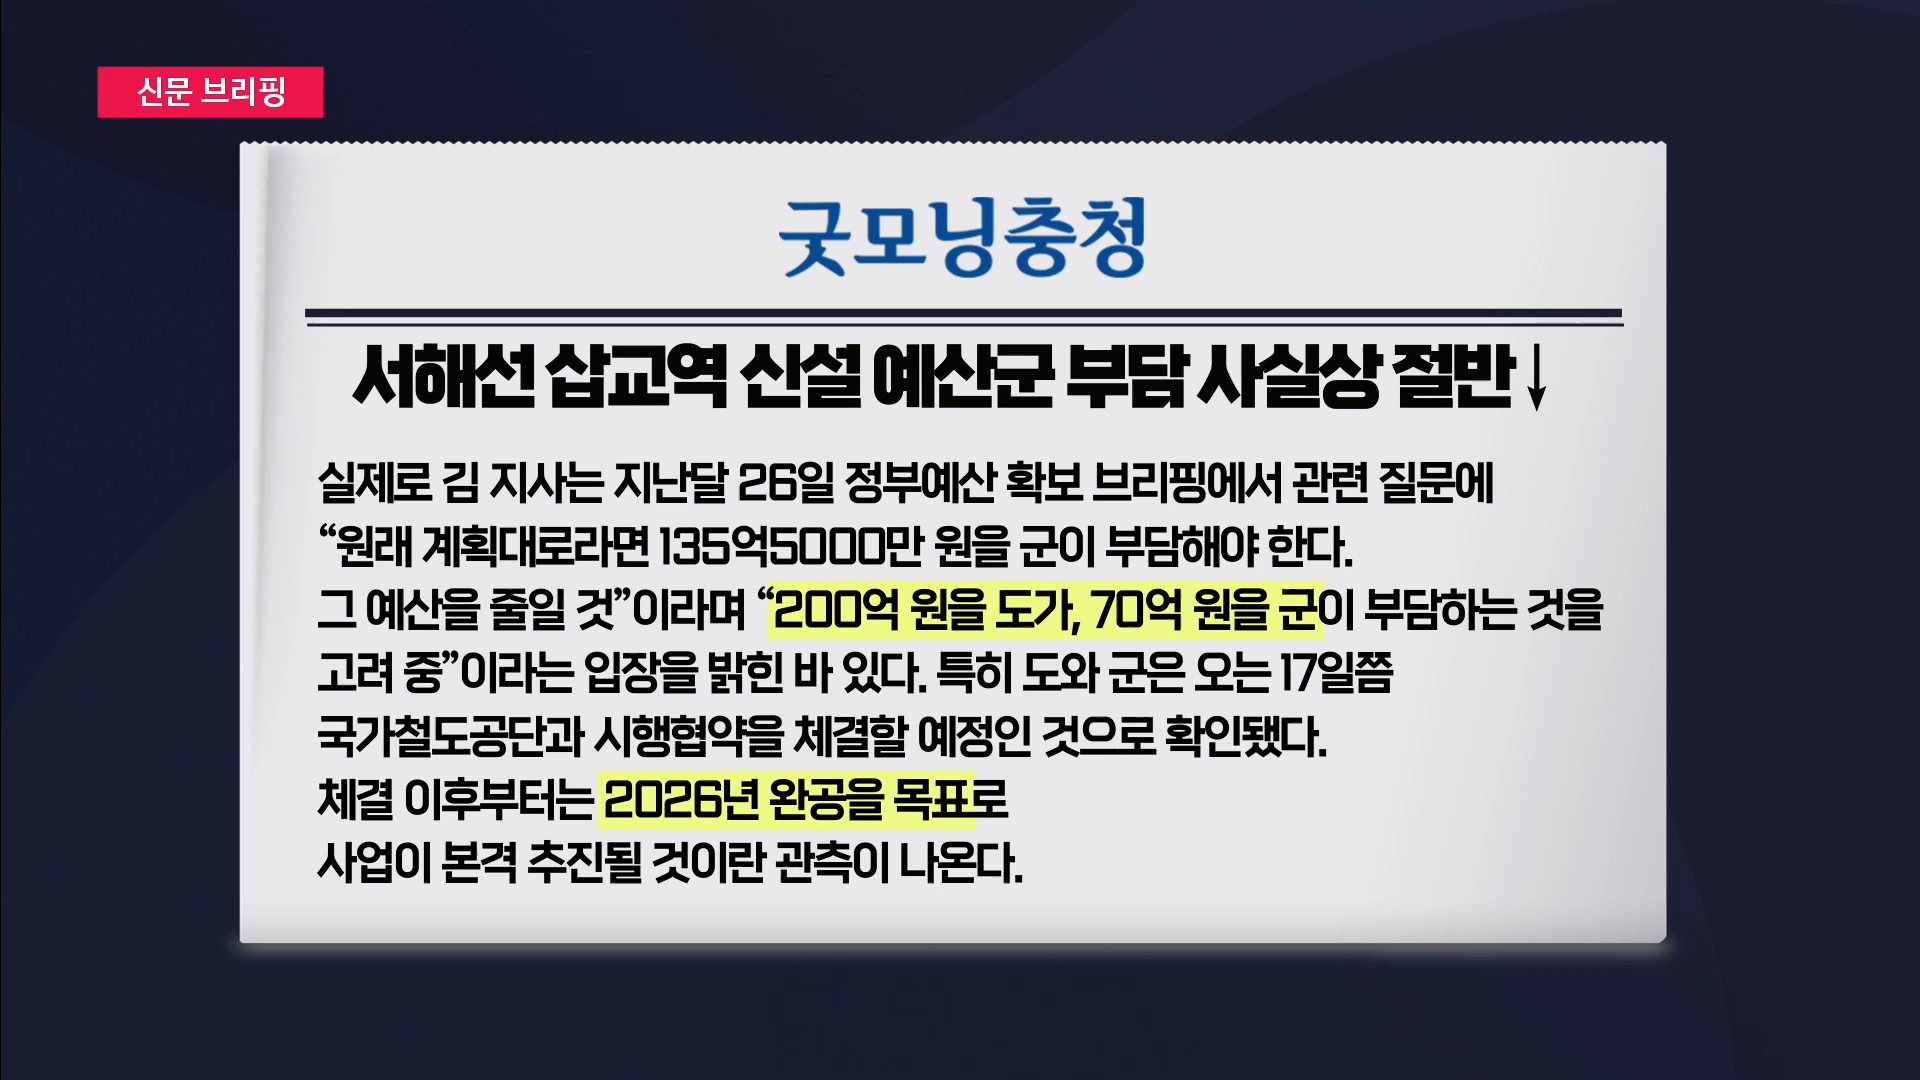 신문 브리핑
굿모닝충청
서해선 삽교역 신설 예산군 부담 사실상 절반↓
실제로 김 지사는 지난달 26일 정부예산 확보 브리핑에서 관련 질문에
“원래 계획대로라면 135억5000만 원을 군이 부담해야 한다.
그 예산을 줄일 것”이라며 “200억 원을 도가, 70억 원을 군이 부담하는 것을
고려 중”이라는 입장을 밝힌 바 있다. 특히 도와 군은 오는 17일쯤
국가철도공단과 시행협약을 체결할 예정인 것으로 확인됐다.
체결 이후부터는 2026년 완공을 목표로
사업이 본격 추진될 것이란 관측이 나온다.